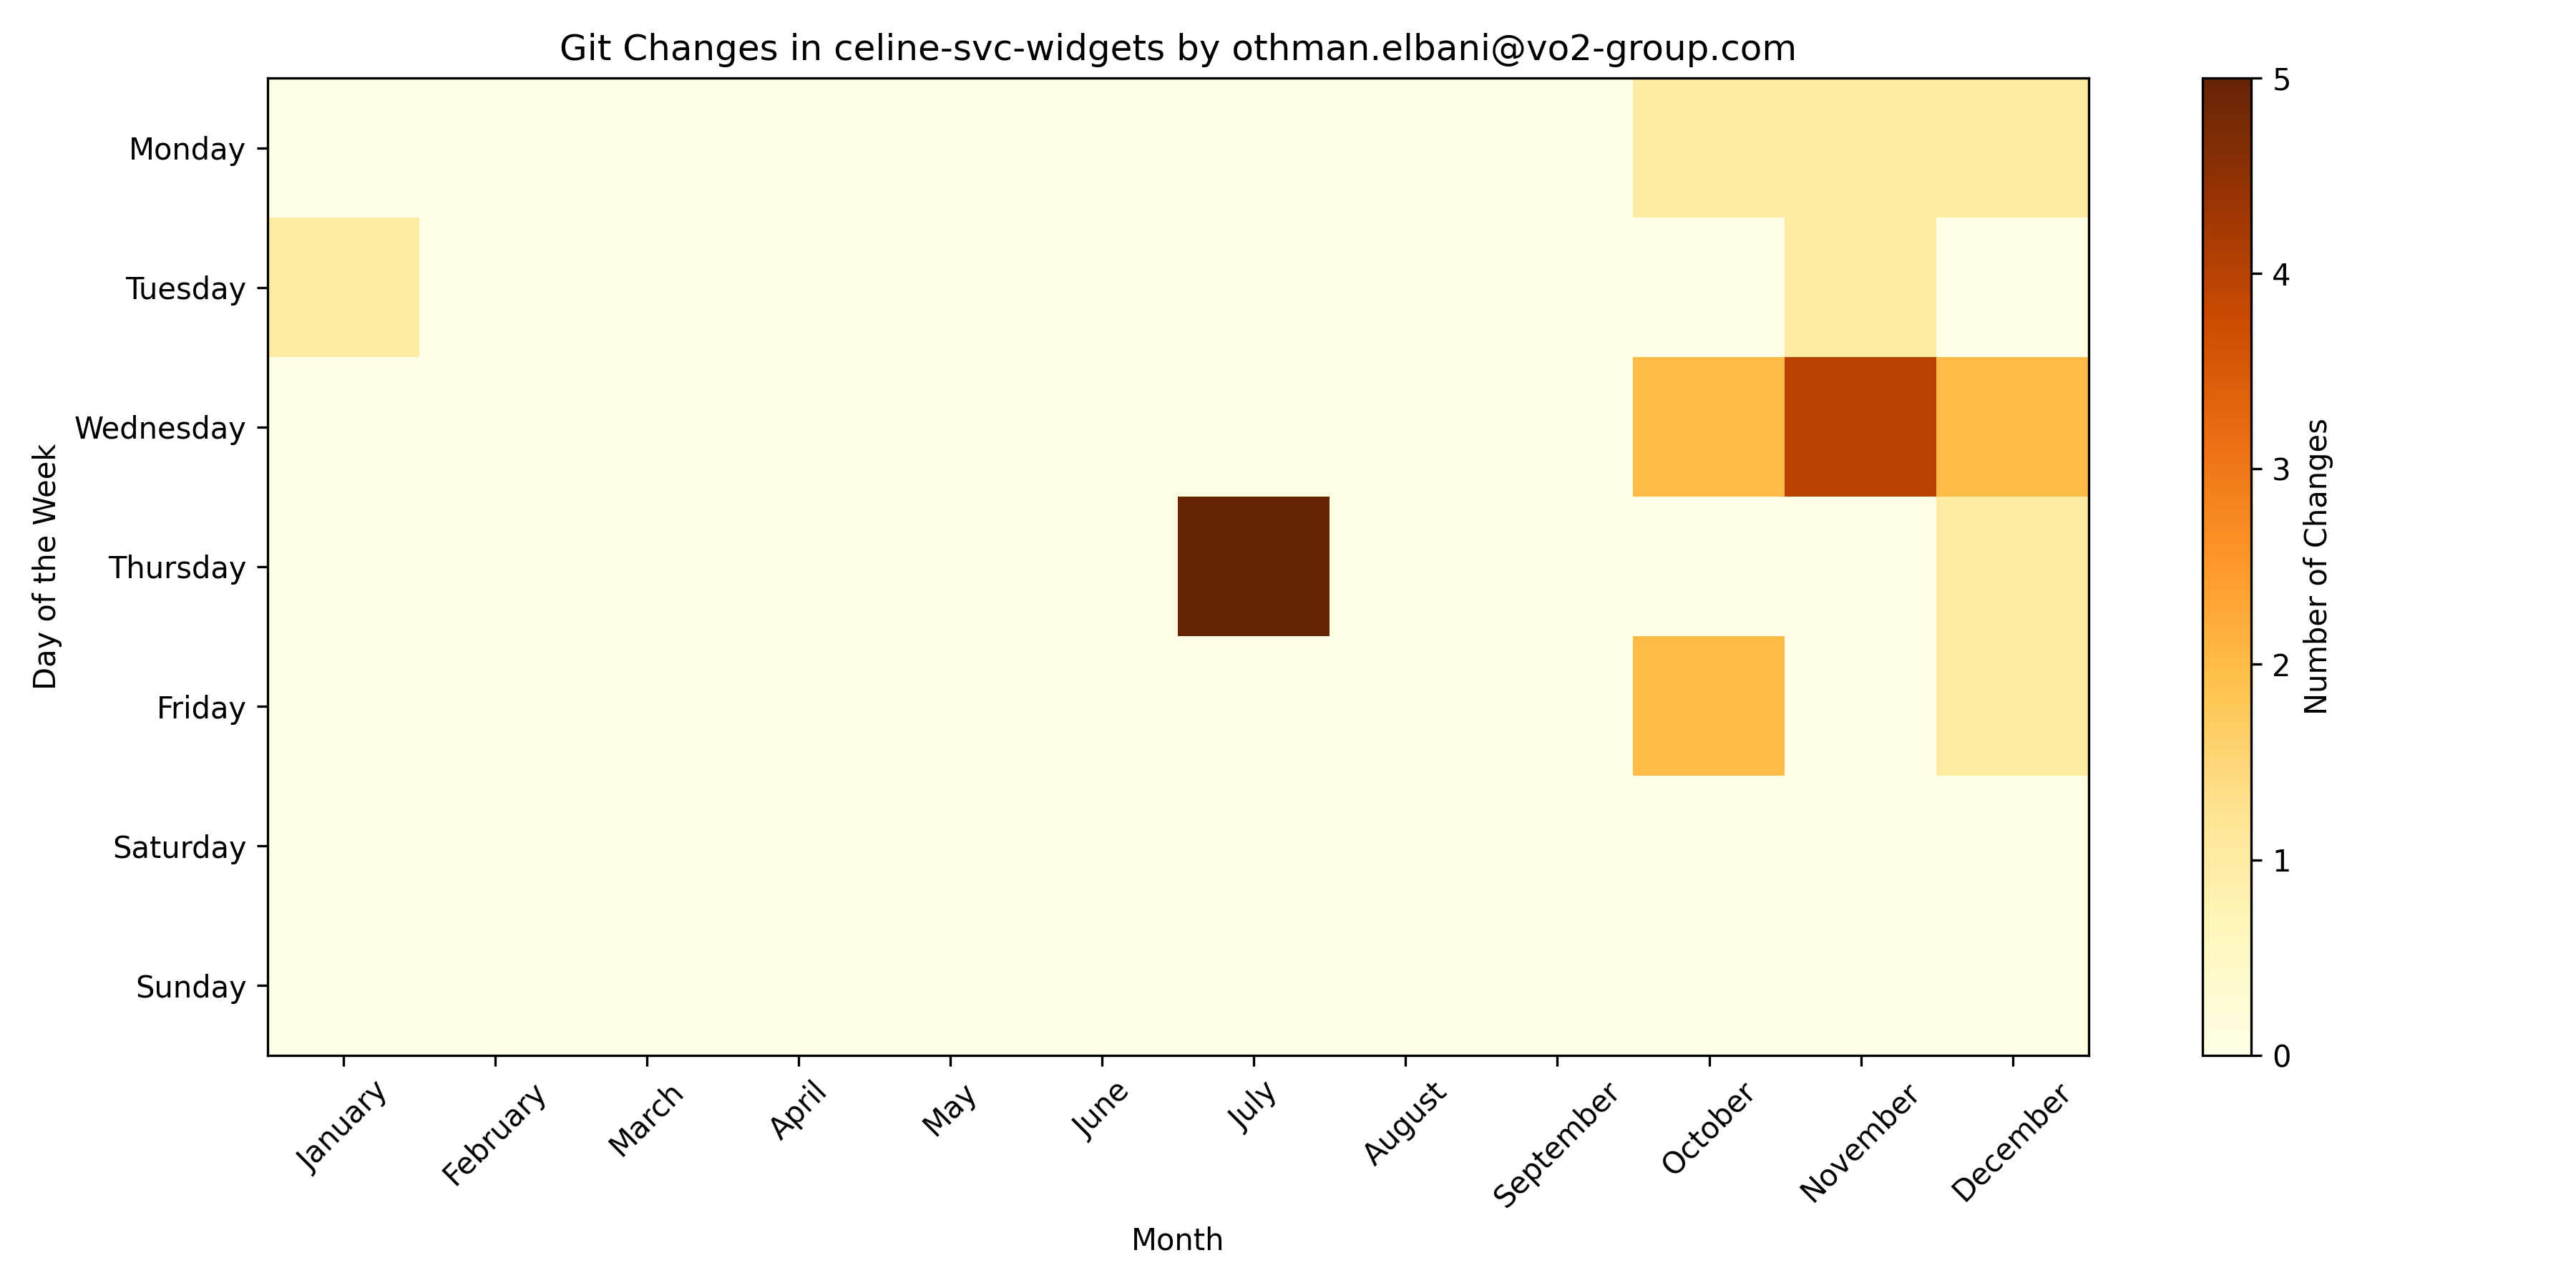 Git Changes in celine-svc-widgets by othman.elbani@vo2-group.com
Day of the Week
Monday
Tuesday
Wednesday
Thursday
Friday
Saturday
Sunday
January
February
March
April
May
June
July
August
September
October
November
December
Month
5
4
3
2
1
0
Number of Changes